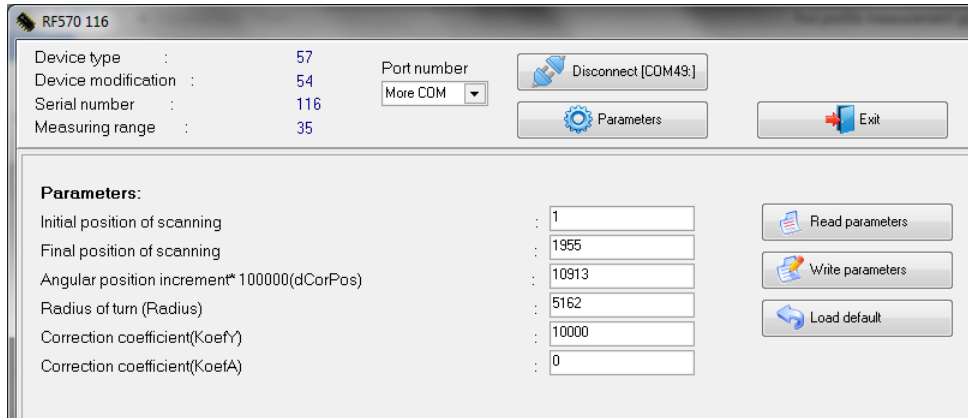 RF570 116
Device type : 57
Device modification : 54
Serial number : 116
Measuring range : 35
Port number
More COM
Disconnect [COM49:]
Parameters
Exit
Parameters:
Initial position of scanning : 1
Final position of scanning : 1955
Angular position increment*100000(dCorPos) : 10913
Radius of turn (Radius) : 5162
Correction coefficient(KoefY) : 10000
Correction coefficient(KoefA) : 0
Read parameters
Write parameters
Load default